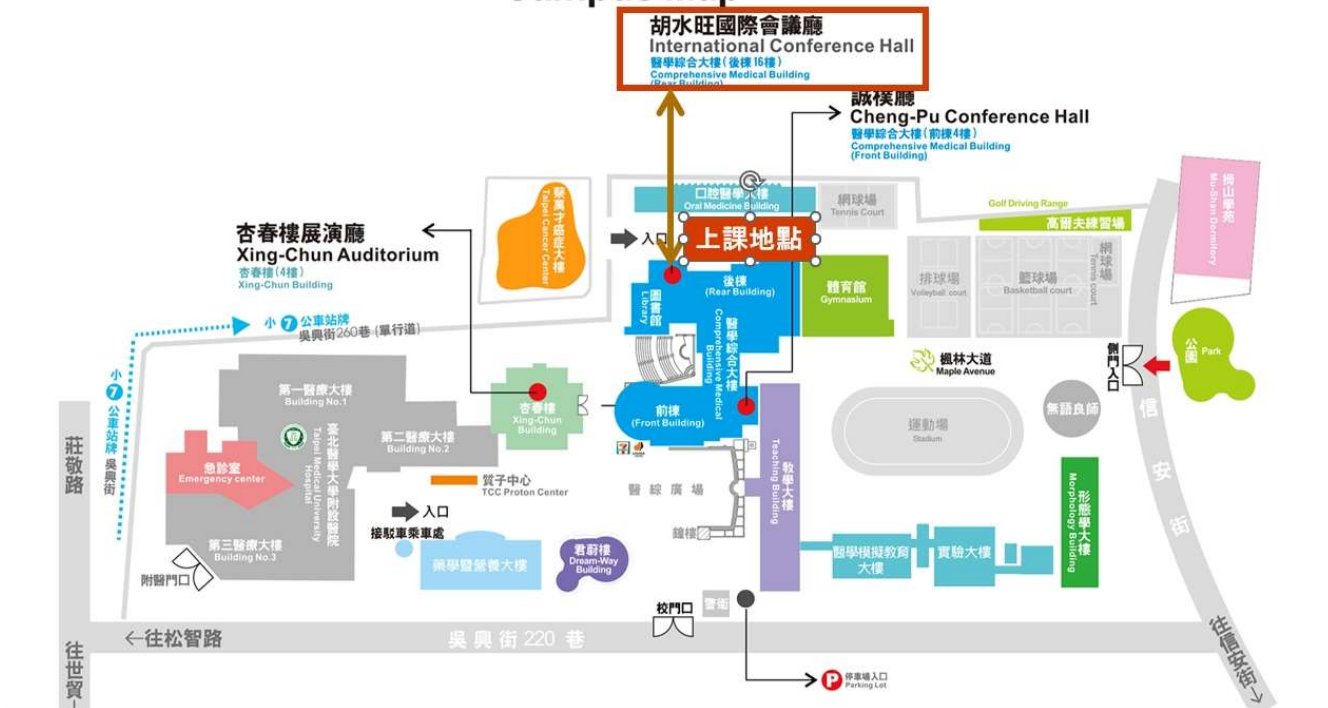 胡水旺國際會議廳
International Conference Hall
醫學綜合大樓(後棟16樓)
Comprehensive Medical Building
(Rear Building)
誠樸廳
Cheng-Pu Conference Hall
醫學綜合大樓(前棟4樓)
Comprehensive Medical Building
(Front Building)
杏春樓展演廳
Xing-Chun Auditorium
杏春樓(4樓)
Xing-Chun Building
蔡萬才癌症大樓
Taipei Cancer Center
口腔醫學大樓
Oral Medicine Building
入口
上課地點
網球場
Tennis Court
Golf Driving Range
高爾夫練習場
拇山學苑
Mu-Shan Dormitory
後棟
(Rear Building)
圖書館
Library
醫學綜合大樓
Comprehensive Medical
Building
體育館
Gymnasium
排球場
Volleyball court
籃球場
Basketball court
網球場
Tennis court
小7公車站牌
吳興街260巷 (單行道)
小7公車站牌 吳興街
楓林大道
Maple Avenue
側門入口
公園
Park
第一醫療大樓
Building No.1
臺北醫學大學附設醫院
Taipei Medical University
Hospital
第二醫療大樓
Building No.2
杏春樓
Xing-Chun
Building
前棟
(Front Building)
運動場
Stadium
無語良師
信安街
莊敬路
急診室
Emergency center
質子中心
TCC Proton Center
醫綜廣場
教學大樓
Teaching Building
形態學大樓
Morphology Building
入口
接駁車乘車處
第三醫療大樓
Building No.3
附醫門口
藥學暨營養大樓
君蔚樓
Dream-Way
Building
鐘樓
醫學模擬教育
大樓
實驗大樓
校門口
警衛
←往松智路
吳興街220巷
往世貿→
往信安街→
P 停車場入口
Parking Lot